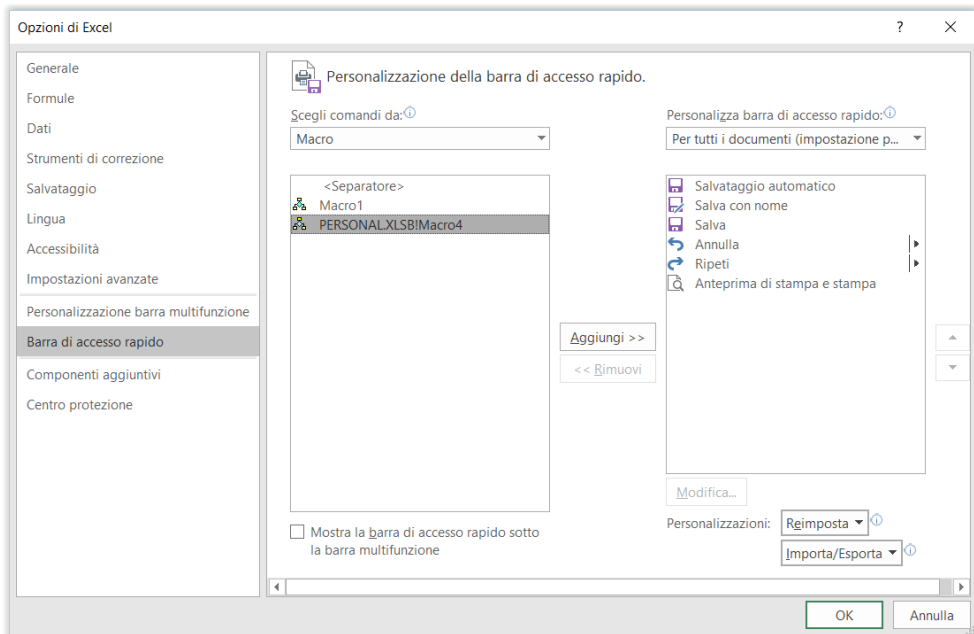 Opzioni di Excel
?
Generale
Formule
Dati
Strumenti di correzione
Salvataggio
Lingua
Accessibilità
Impostazioni avanzate
Personalizzazione barra multifunzione
Barra di accesso rapido
Componenti aggiuntivi
Centro protezione
Personalizzazione della barra di accesso rapido.
Scegli comandi da:
Macro
<Separatore>
Macro1
PERSONAL.XLSB!Macro4
Mostra la barra di accesso rapido sotto
la barra multifunzione
Aggiungi >>
<< Rimuovi
Personalizza barra di accesso rapido:
Per tutti i documenti (impostazione p...
Salvataggio automatico
Salva con nome
Salva
Annulla
Ripeti
Anteprima di stampa e stampa
Modifica...
Personalizzazioni:
Reimposta
Importa/Esporta
OK
Annulla